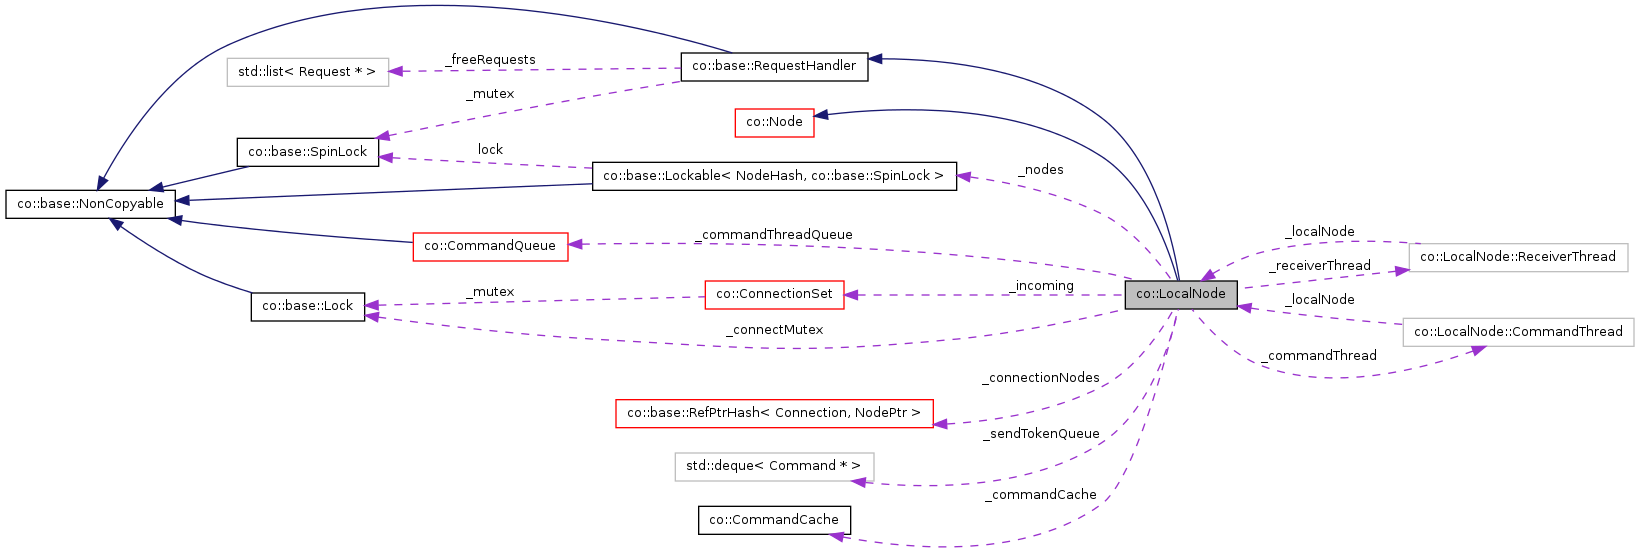 _freeRequests
co::base::RequestHandler
std::list< Request * >
_mutex
co::Node
co::base::SpinLock
lock
co::base::Lockable< NodeHash, co::base::SpinLock >
_nodes
co::base::NonCopyable
_commandThreadQueue
_localNode
co::CommandQueue
co::LocalNode::ReceiverThread
_receiverThread
_incoming
co::LocalNode
co::ConnectionSet
_mutex
co::base::Lock
_localNode
_connectMutex
co::LocalNode::CommandThread
_commandThread
_connectionNodes
co::base::RefPtrHash< Connection, NodePtr >
_sendTokenQueue
std::deque< Command * >
_commandCache
co::CommandCache